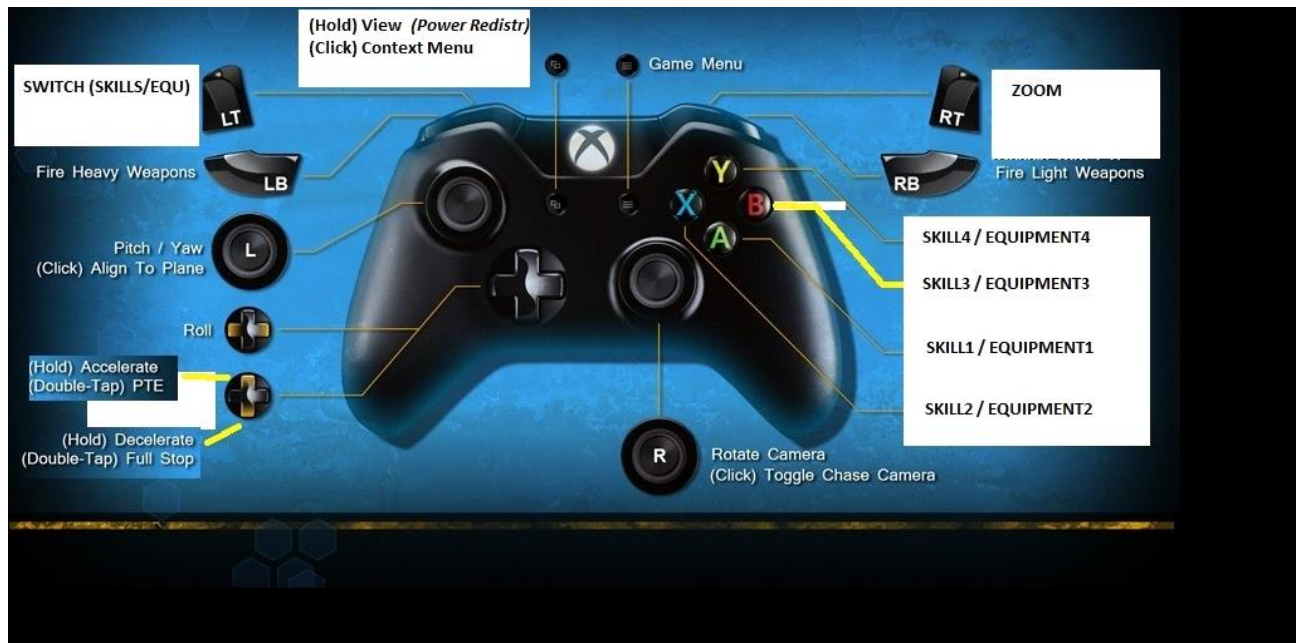 (Hold) View (Power Redistr)
(Click) Context Menu
Game Menu
SWITCH (SKILLS/EQU)
LT
ZOOM
RT
Fire Heavy Weapons
LB
RB
Fire Light Weapons
Y
X
B
A
L
Pitch / Yaw
(Click) Align To Plane
SKILL4 / EQUIPMENT4
SKILL3 / EQUIPMENT3
Roll
SKILL1 / EQUIPMENT1
(Hold) Accelerate
(Double-Tap) PTE
SKILL2 / EQUIPMENT2
(Hold) Decelerate
(Double-Tap) Full Stop
R
Rotate Camera
(Click) Toggle Chase Camera